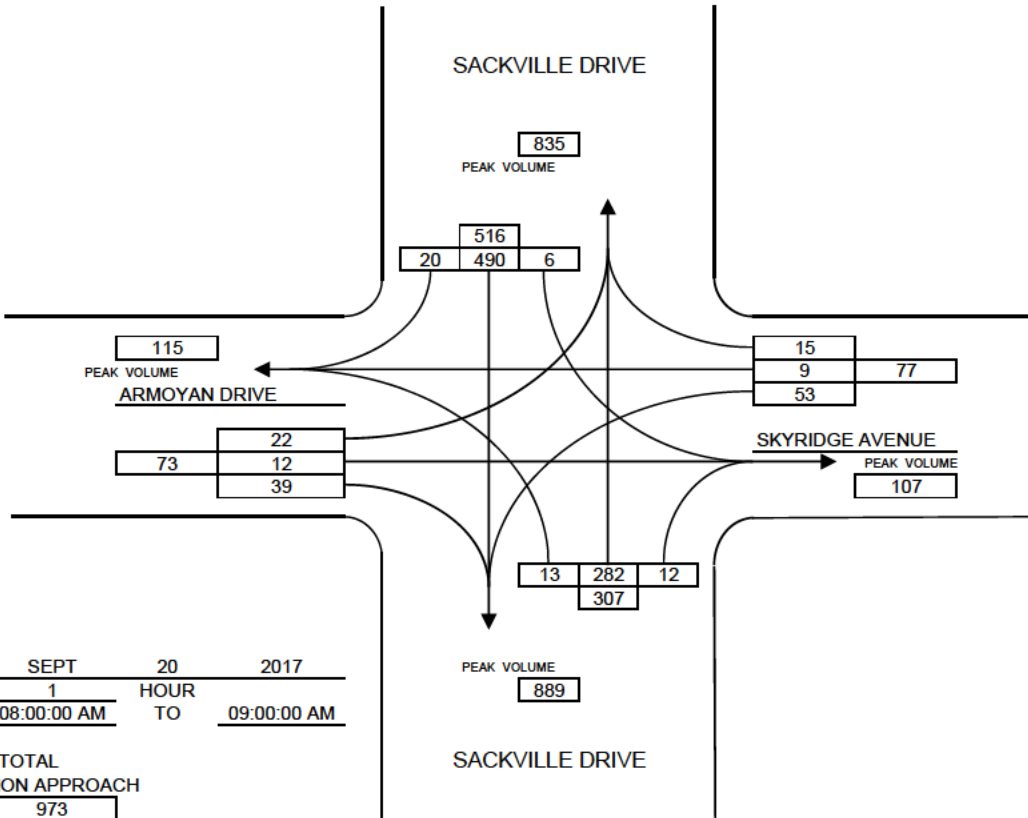 SACKVILLE DRIVE
835
PEAK VOLUME
516
20 490 6
115
PEAK VOLUME
ARMOYAN DRIVE
15
9 77
53
22
73 12
39
SKYRIDGE AVENUE
PEAK VOLUME
107
13 282 12
307
PEAK VOLUME
889
SACKVILLE DRIVE
SEPT 20 2017
1 HOUR
08:00:00 AM TO 09:00:00 AM
TOTAL
ON APPROACH
973